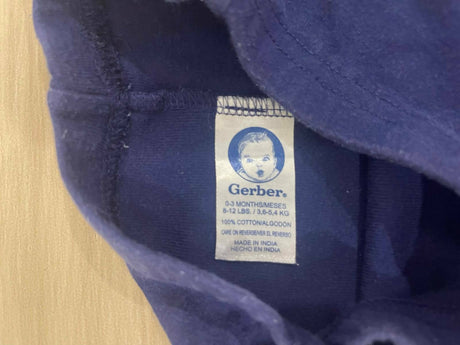 Gerber®
0-3 MONTHS/MESES
8-12 LBS. / 3,6-5,4 KG
100% COTTON/ALGODÓN
CARE ON REVERSE/VER EL REVERSO
MADE IN INDIA
HECHO EN INDIA